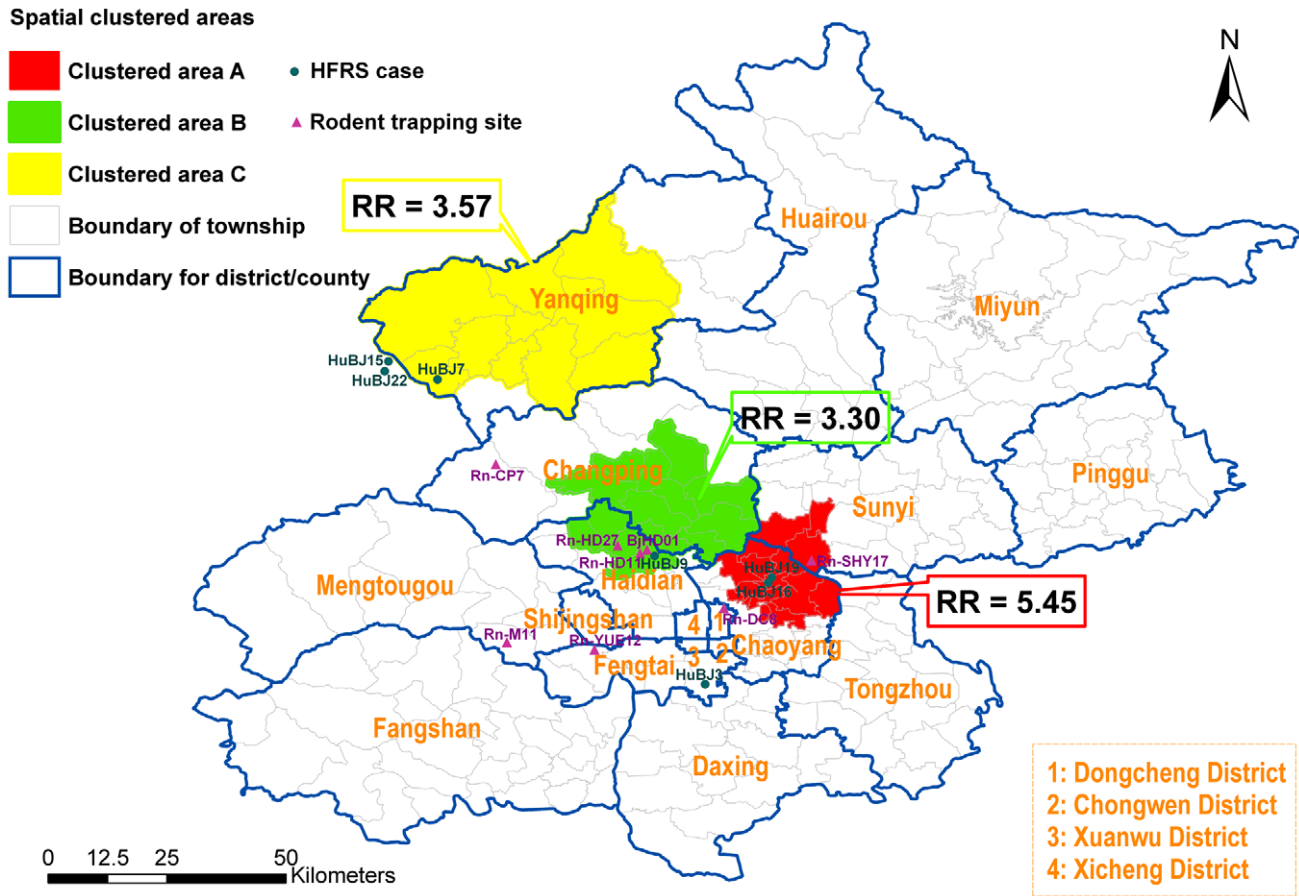 Spatial clustered areas
Clustered area A
HFRS case
Clustered area B
Rodent trapping site
Clustered area C
Boundary of township
Boundary for district/county
N
RR = 3.57
Huairou
Yanqing
Miyun
HuBJ15
HuBJ7
HuBJ22
RR = 3.30
Changping
Pinggu
Rn-CP7
Sunyi
Rn-HD27
BjHD01
Rn-HD11
HuBJ9
Rn-SHY17
HuBJ19
Haidian
Mengtougou
HuBJ16
RR = 5.45
Shijingshan
4
1
Rn-DC8
Rn-M11
Rn-YUE12
Chaoyang
Fengtai
3
2
HuBJ3
Tongzhou
Fangshan
Daxing
1: Dongcheng District
2: Chongwen District
3: Xuanwu District
4: Xicheng District
0 12.5 25 50
Kilometers